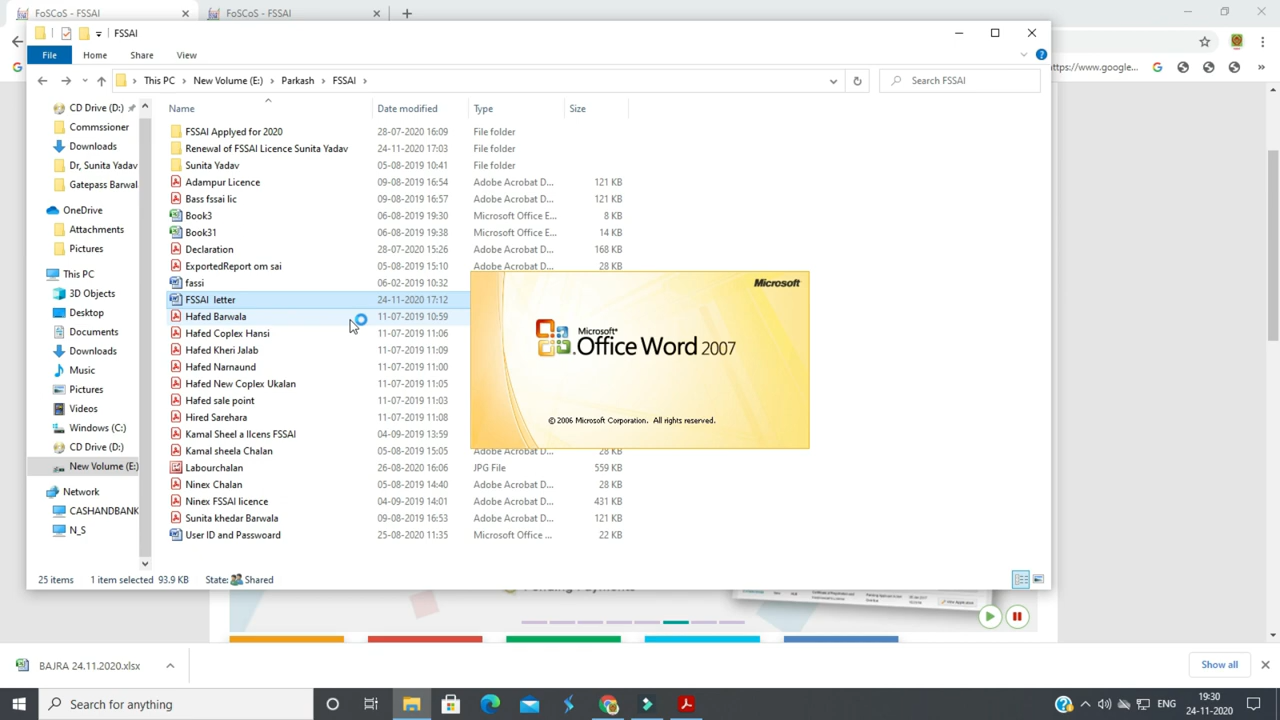 FoSCoS - FSSAI
FoSCoS - FSSAI
FSSAI
File Home Share View
https://www.google...
This PC New Volume (E:) Parkash FSSAI
Search FSSAI
CD Drive (D:)
Commssioner
Downloads
Dr, Sunita Yadav
Gatepass Barwal
OneDrive
Attachments
Pictures
This PC
3D Objects
Desktop
Documents
Downloads
Music
Pictures
Videos
Windows (C:)
CD Drive (D:)
New Volume (E:)
Network
CASHANDBANK
N_S
Name Date modified Type Size
FSSAI Applyed for 2020 28-07-2020 16:09 File folder
Renewal of FSSAI Licence Sunita Yadav 24-11-2020 17:03 File folder
Sunita Yadav 05-08-2019 10:41 File folder
Adampur Licence 09-08-2019 16:54 Adobe Acrobat D... 121 KB
Bass fssai lic 09-08-2019 16:57 Adobe Acrobat D... 121 KB
Book3 06-08-2019 19:30 Microsoft Office E... 8 KB
Book31 06-08-2019 19:38 Microsoft Office E... 14 KB
Declaration 28-07-2020 15:26 Adobe Acrobat D... 168 KB
ExportedReport om sai 05-08-2019 15:10 Adobe Acrobat D... 28 KB
fassi 06-02-2019 10:32
FSSAI letter 24-11-2020 17:12
Hafed Barwala 11-07-2019 10:59
Hafed Coplex Hansi 11-07-2019 11:06
Hafed Kheri Jalab 11-07-2019 11:09
Hafed Narnaund 11-07-2019 11:00
Hafed New Coplex Ukalan 11-07-2019 11:05
Hafed sale point 11-07-2019 11:03
Hired Sarehara 11-07-2019 11:08
Kamal Sheel a lIcens FSSAI 04-09-2019 13:59
Kamal sheela Chalan 05-08-2019 15:05 Adobe Acrobat D... 28 KB
Labourchalan 26-08-2020 16:06 JPG File 559 KB
Ninex Chalan 05-08-2019 14:40 Adobe Acrobat D... 28 KB
Ninex FSSAI licence 04-09-2019 14:01 Adobe Acrobat D... 431 KB
Sunita khedar Barwala 09-08-2019 16:53 Adobe Acrobat D... 121 KB
User ID and Passwoard 25-08-2020 11:35 Microsoft Office ... 22 KB
Microsoft
Microsoft
Office Word 2007
© 2006 Microsoft Corporation. All rights reserved.
25 items 1 item selected 93.9 KB State: Shared
BAJRA 24.11.2020.xlsx
Show all
Search for anything
ENG
19:30
24-11-2020